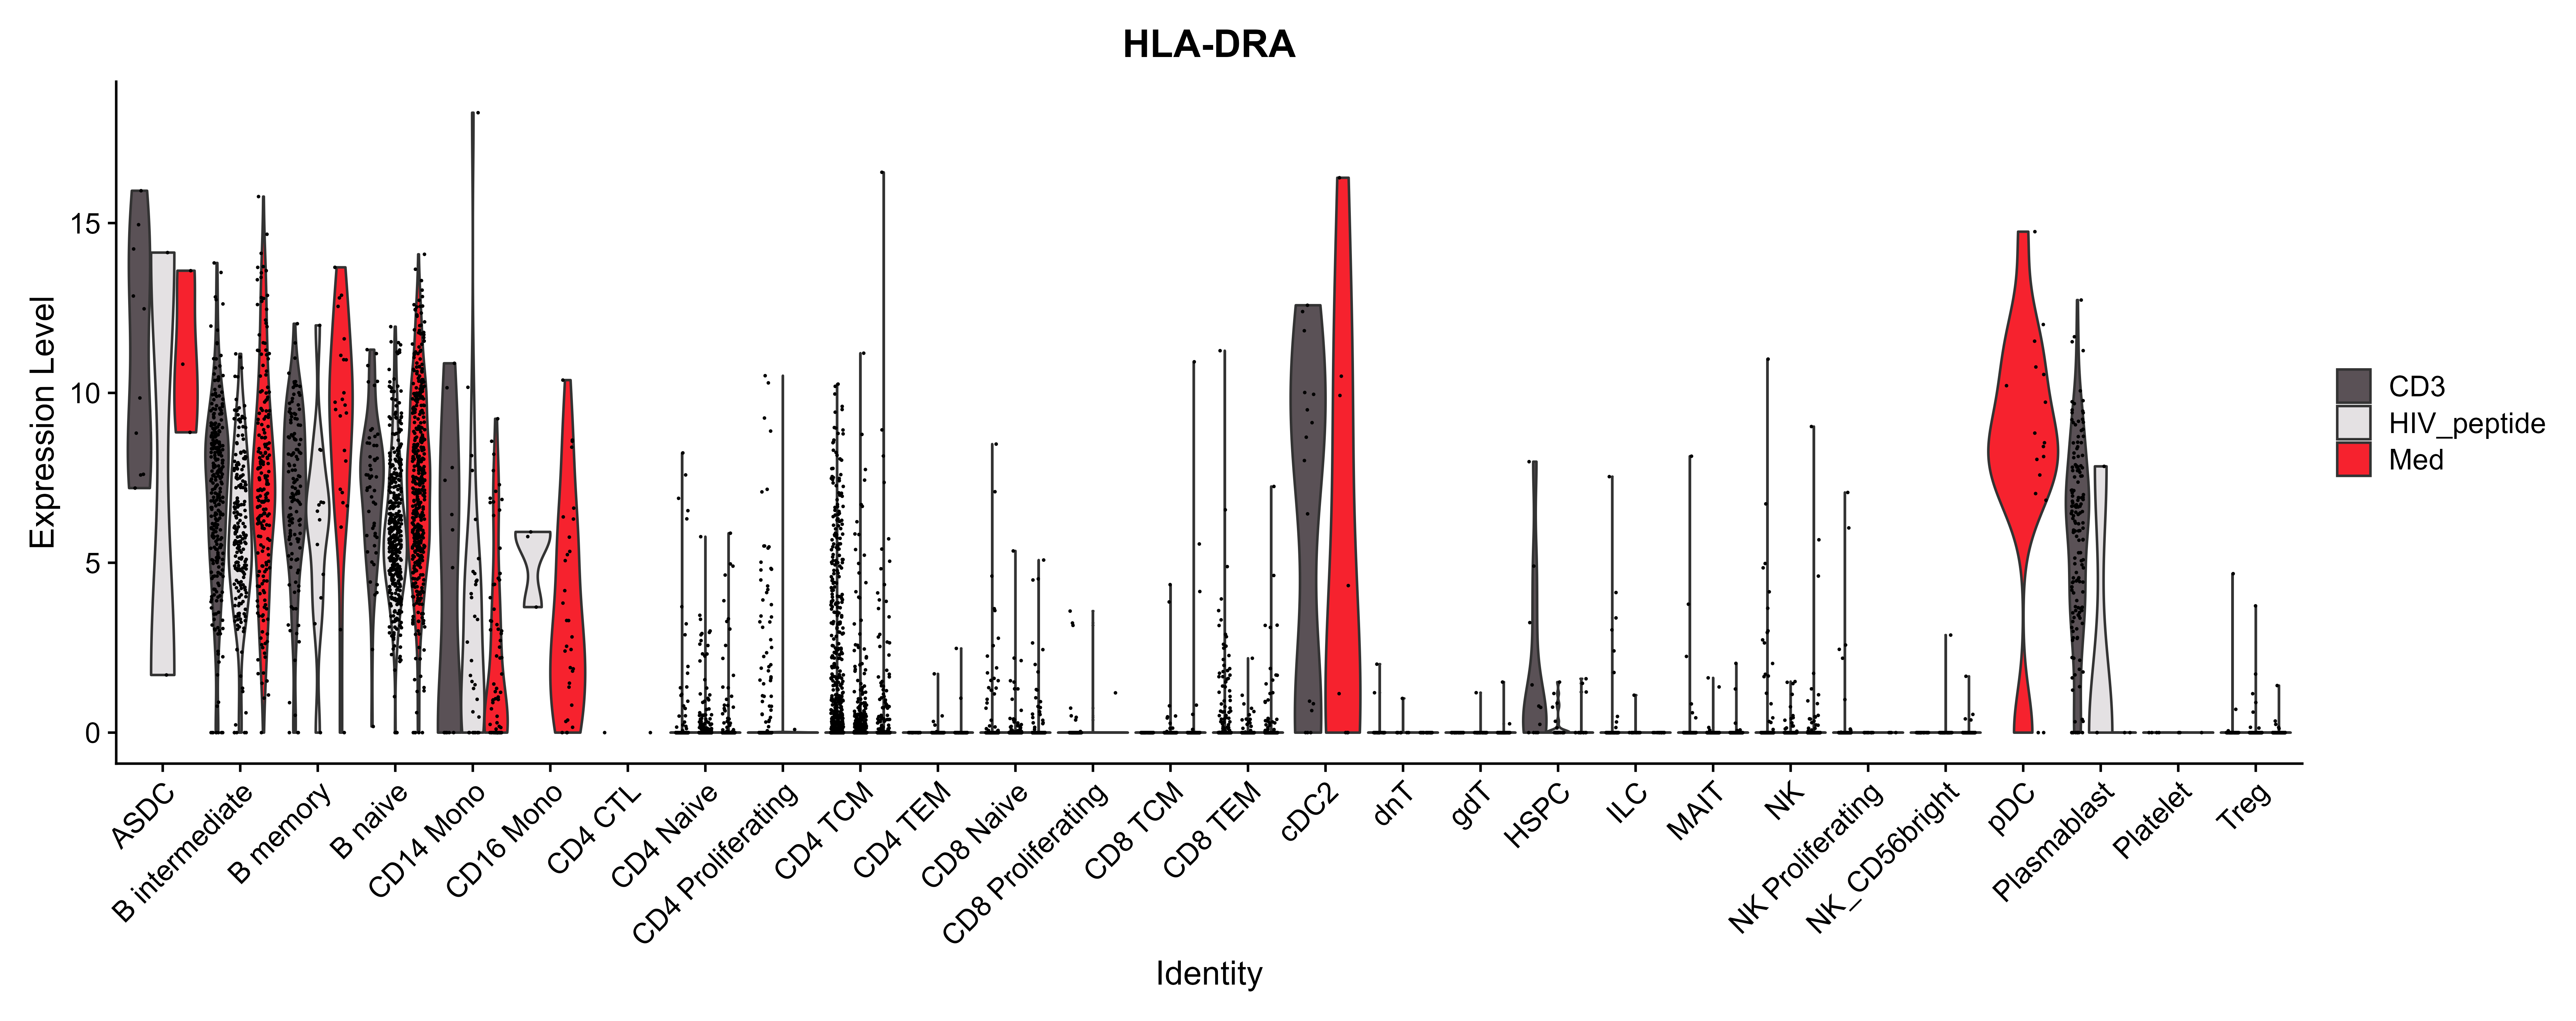 HLA-DRA
Expression Level
15
10
5
0
ASDC
B intermediate
B memory
B naive
CD14 Mono
CD16 Mono
CD4 CTL
CD4 Naive
CD4 Proliferating
CD4 TCM
CD4 TEM
CD8 Naive
CD8 Proliferating
CD8 TCM
CD8 TEM
cDC2
dnT
gdT
HSPC
ILC
MAIT
NK
NK Proliferating
NK_CD56bright
pDC
Plasmablast
Platelet
Treg
Identity
CD3
HIV_peptide
Med